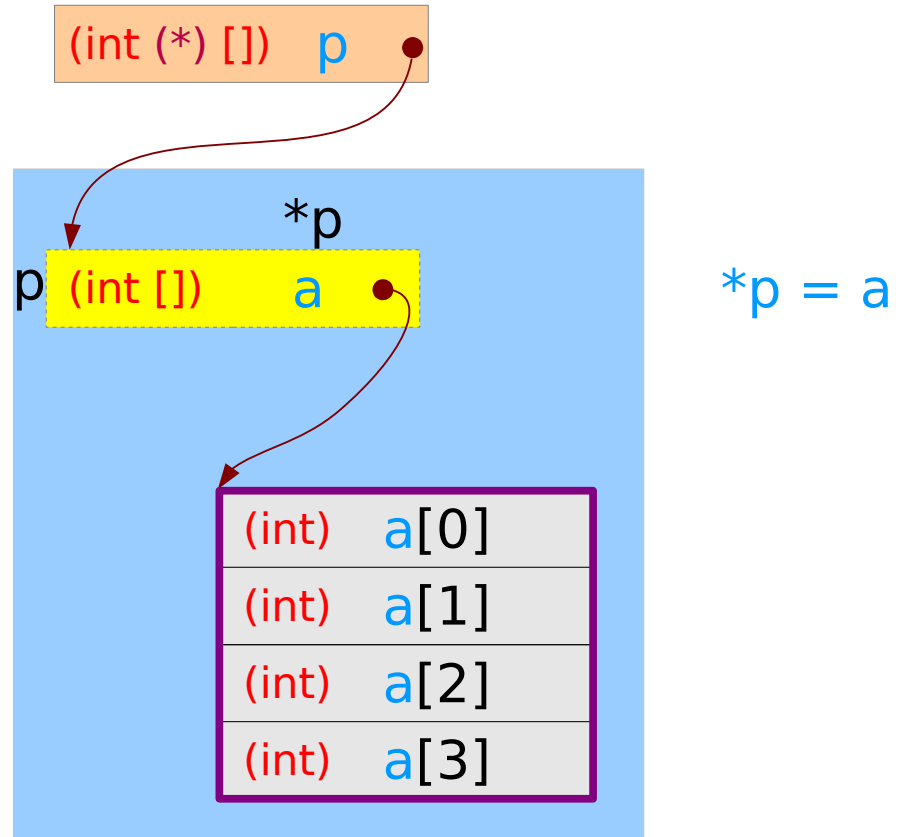 (int (*) []) p
*p
p (int []) a
*p = a
(int) a[0]
(int) a[1]
(int) a[2]
(int) a[3]